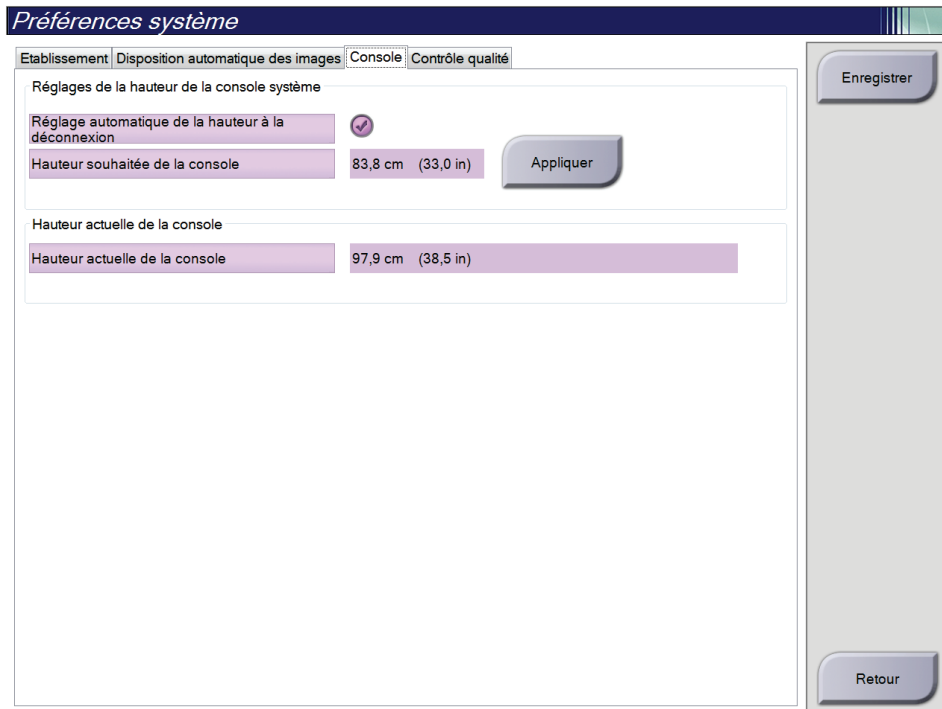 Préférences système
Etablissement Disposition automatique des images Console Contrôle qualité
Réglages de la hauteur de la console système
Réglage automatique de la hauteur à la
déconnexion
Hauteur souhaitée de la console 83,8 cm (33,0 in) Appliquer
Hauteur actuelle de la console
Hauteur actuelle de la console 97,9 cm (38,5 in)
Enregistrer
Retour